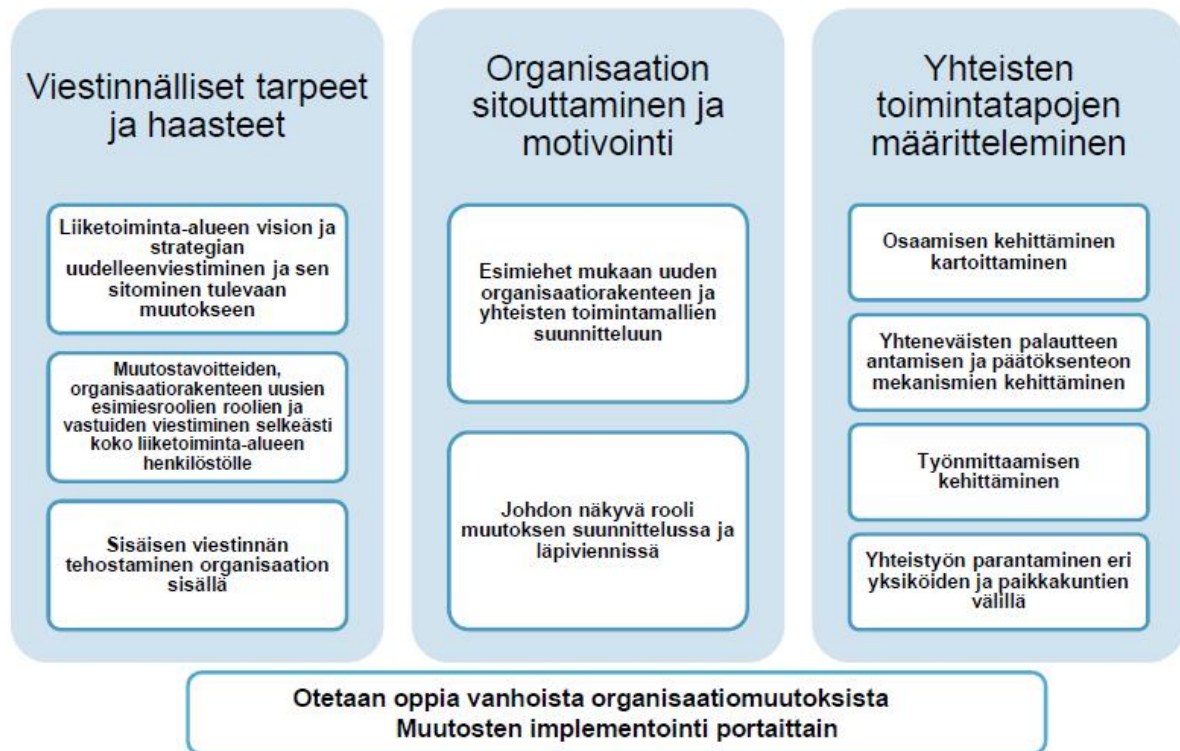 Viestinnälliset tarpeet
ja haasteet
Liiketoiminta-alueen vision ja
strategian
uudelleenviestiminen ja sen
sitominen tulevaan
muutokseen
Muutostavoitteiden,
organisaatiorakenteen uusien
esimiesroolien roolien ja
vastuiden viestiminen selkeästi
koko liiketoiminta-alueen
henkilöstölle
Sisäisen viestinnän
tehostaminen organisaation
sisällä
Organisaation
sitouttaminen ja
motivointi
Esimiehet mukaan uuden
organisaatiorakenteen ja
yhteisten toimintamallien
suunnitteluun
Johdon näkyvä rooli
muutoksen suunnittelussa ja
läpiviennissä
Yhteisten
toimintatapojen
määritteleminen
Osaamisen kehittäminen
kartoittaminen
Yhteneväisten palautteen
antamisen ja päätöksenteon
mekanismien kehittäminen
Työnmittaamisen
kehittäminen
Yhteistyön parantaminen eri
yksiköiden ja paikkakuntien
välillä
Otetaan oppia vanhoista organisaatiomuutoksista
Muutosten implementointi portaittain